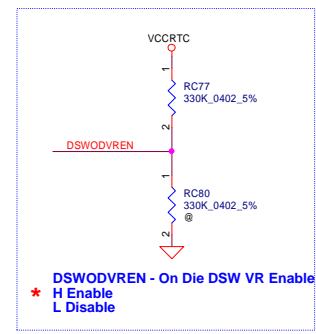 VCCRTC
1
RC77
330K_0402_5%
2
DSWODVREN
1
RC80
330K_0402_5%
@
2
DSWODVREN - On Die DSW VR Enable
* H Enable
L Disable